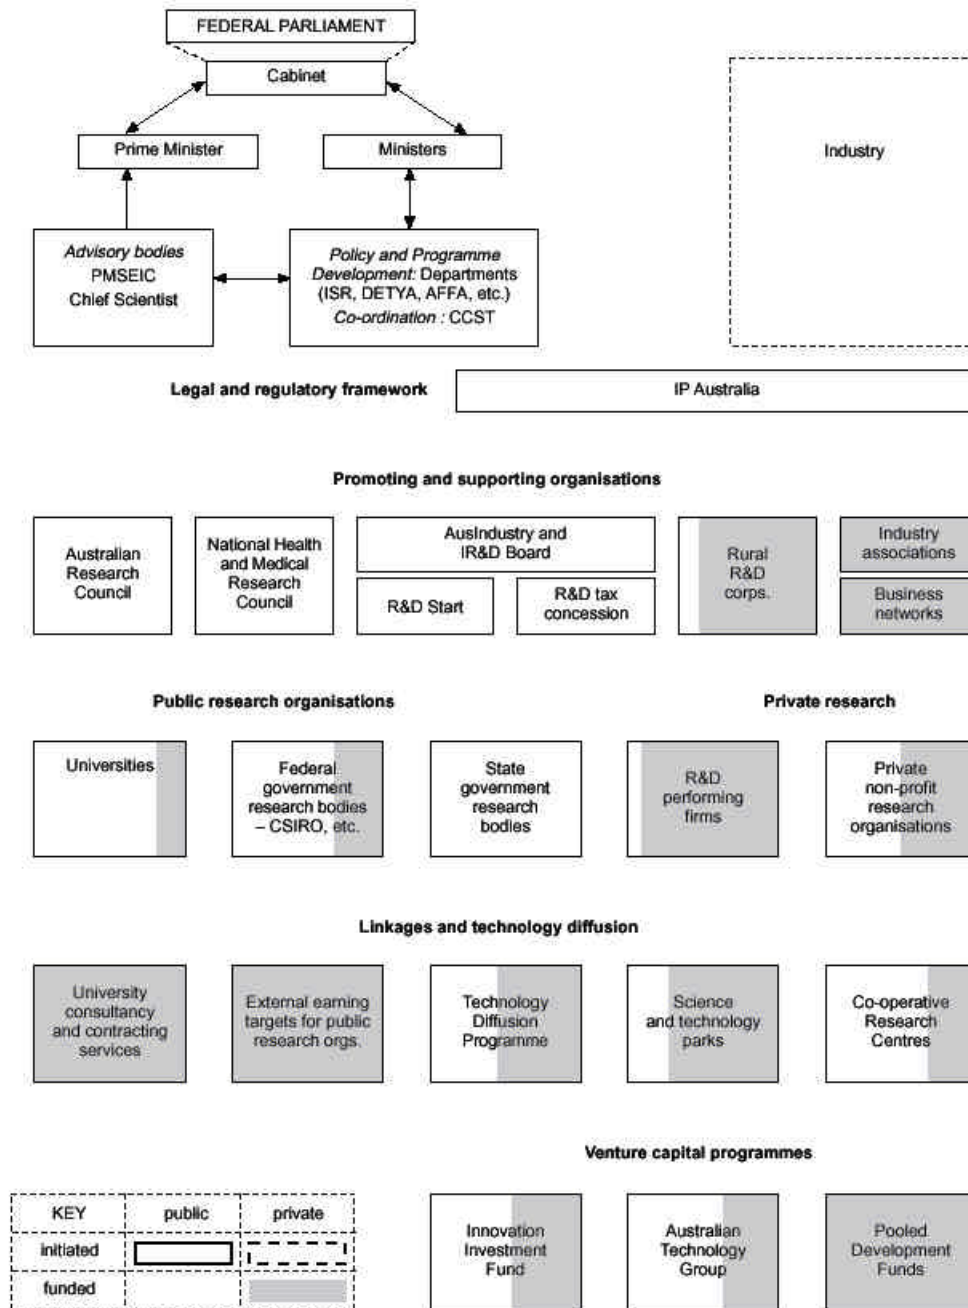 FEDERAL PARLIAMENT
Cabinet
Prime Minister
Ministers
Industry
Advisory bodies
PMSEIC
Chief Scientist
Policy and Programme
Development: Departments
(ISR, DETYA, AFFA, etc.)
Co-ordination : CCST
Legal and regulatory framework
IP Australia
Promoting and supporting organisations
Australian
Research
Council
National Health
and Medical
Research
Council
AusIndustry and
IR&D Board
R&D Start
R&D tax
concession
Rural
R&D
corps.
Industry
associations
Business
networks
Public research organisations
Private research
Universities
Federal
government
research bodies
– CSIRO, etc.
State
government
research
bodies
R&D
performing
firms
Private
non-profit
research
organisations
Linkages and technology diffusion
University
consultancy
and contracting
services
External earning
targets for public
research orgs.
Technology
Diffusion
Programme
Science
and technology
parks
Co-operative
Research
Centres
Venture capital programmes
KEY
public
private
initiated
funded
Innovation
Investment
Fund
Australian
Technology
Group
Pooled
Development
Funds